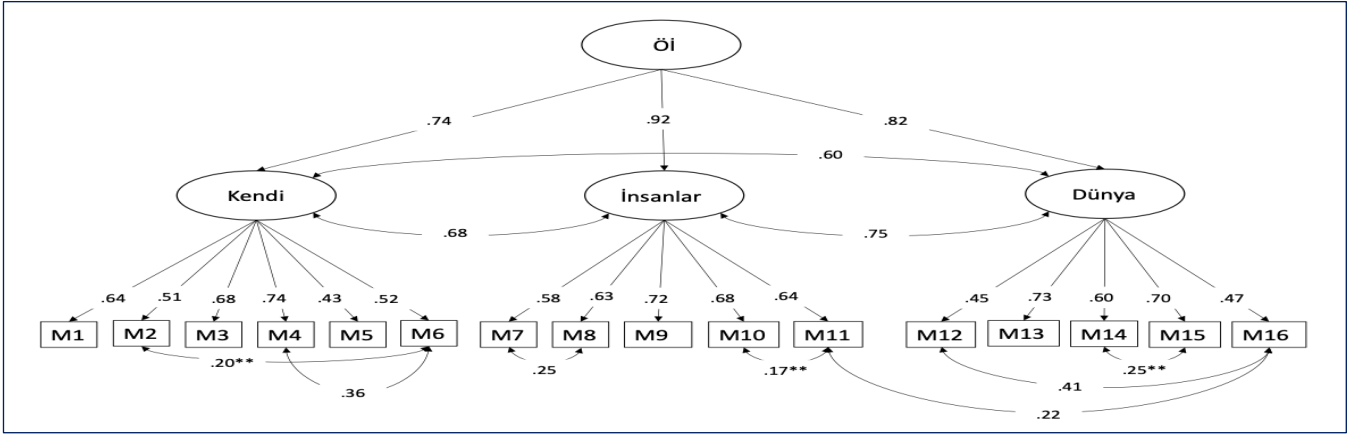 Öİ
.74 .92 .82
.60
Kendi İnsanlar Dünya
.68 .75
.64 .51 .68 .74 .43 .52 .58 .63 .72 .68 .64 .45 .73 .60 .70 .47
M1 M2 M3 M4 M5 M6 M7 M8 M9 M10 M11 M12 M13 M14 M15 M16
.20** .25 .17** .25**
.36 .41
.22